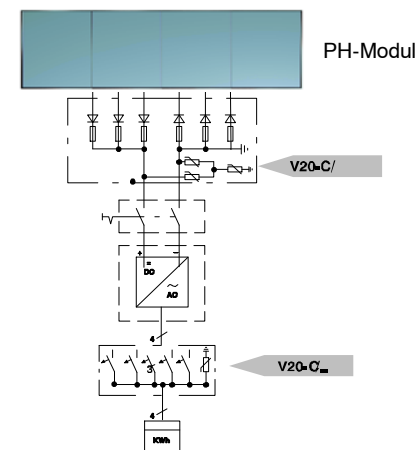 PH-Modul
V20-C/
+ −
=
DC
~
AC
4
3
V20-C
4
KWh